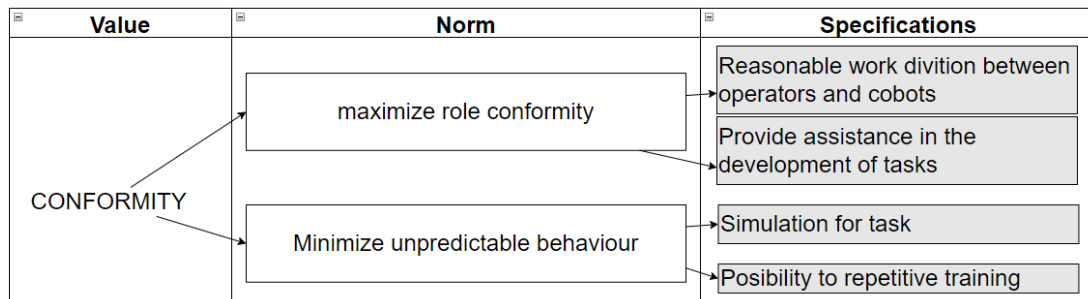 Value
Norm
Specifications
CONFORMITY
maximize role conformity
Reasonable work divition between
operators and cobots
Provide assistance in the
development of tasks
Minimize unpredictable behaviour
Simulation for task
Posibility to repetitive training